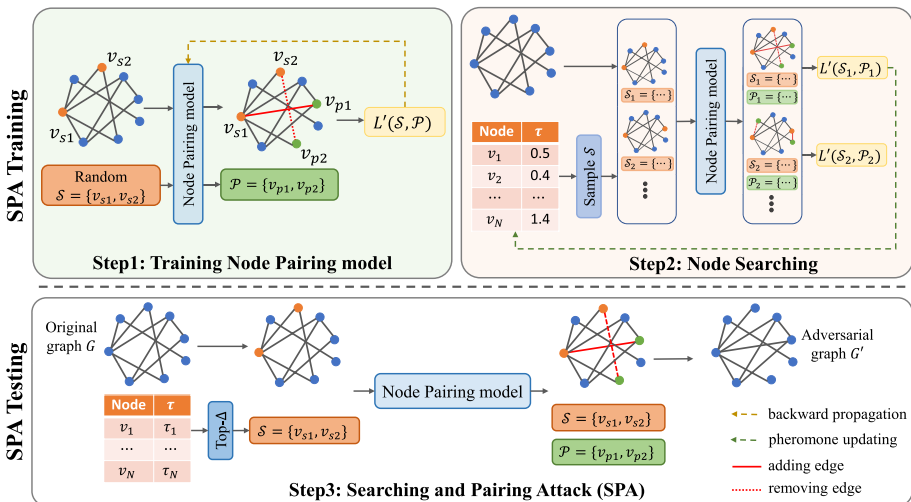 SPA Training
v_{s2}
v_{s1}
Random
𝒮 = {v_{s1}, v_{s2}}
Node Pairing model
v_{s2}
v_{s1}
v_{p1}
v_{p2}
𝒫 = {v_{p1}, v_{p2}}
L′(𝒮, 𝒫)
Step1: Training Node Pairing model
Node τ
v_1 0.5
v_2 0.4
... ...
v_N 1.4
Sample 𝒮
𝒮_1 = {⋯}
𝒮_2 = {⋯}
Node Pairing model
𝒮_1 = {⋯}
𝒫_1 = {⋯}
𝒮_2 = {⋯}
𝒫_2 = {⋯}
L′(𝒮_1, 𝒫_1)
L′(𝒮_2, 𝒫_2)
Step2: Node Searching
SPA Testing
Original
graph G
Node τ
v_1 τ_1
... ...
v_N τ_N
Top-Δ
𝒮 = {v_{s1}, v_{s2}}
Node Pairing model
𝒮 = {v_{s1}, v_{s2}}
𝒫 = {v_{p1}, v_{p2}}
Adversarial
graph G′
backward propagation
pheromone updating
adding edge
removing edge
Step3: Searching and Pairing Attack (SPA)